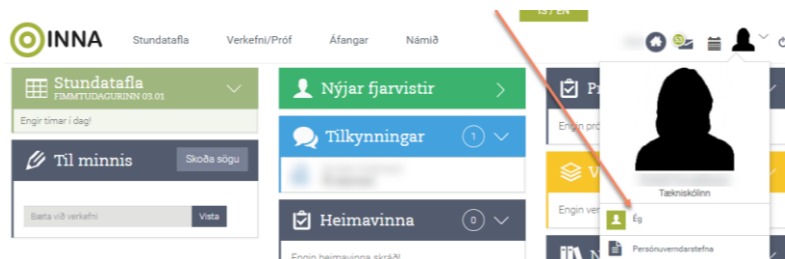 IS / EN
INNA
Stundatafla
Verkefni/Próf
Áfangar
Námið
53
Stundatafla
FIMMTUDAGURINN 03.01
Engir tímar í dag!
Til minnis
Skoða sögu
Bæta við verkefni
Vista
Nýjar fjarvistir
Tilkynningar
1
Heimavinna
0
Engin heimavinna skráð!
Engin
Engin
Tækniskólinn
Ég
Persónuverndarstefna